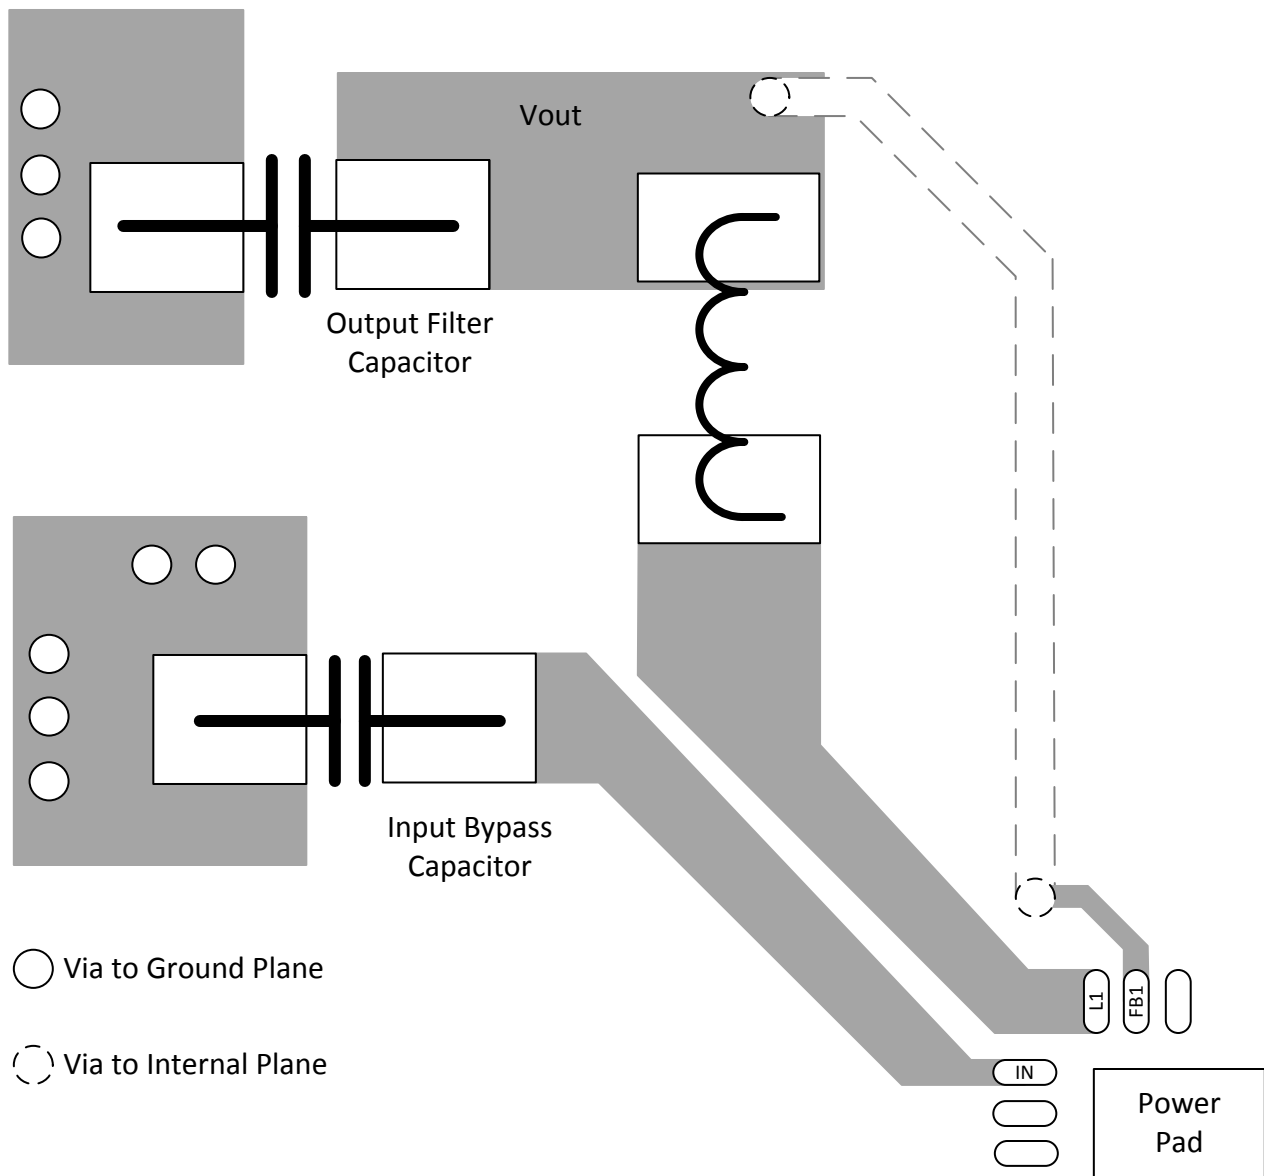 Vout
Output Filter
Capacitor
Input Bypass
Capacitor
Via to Ground Plane
Via to Internal Plane
L1
FB1
IN
Power
Pad